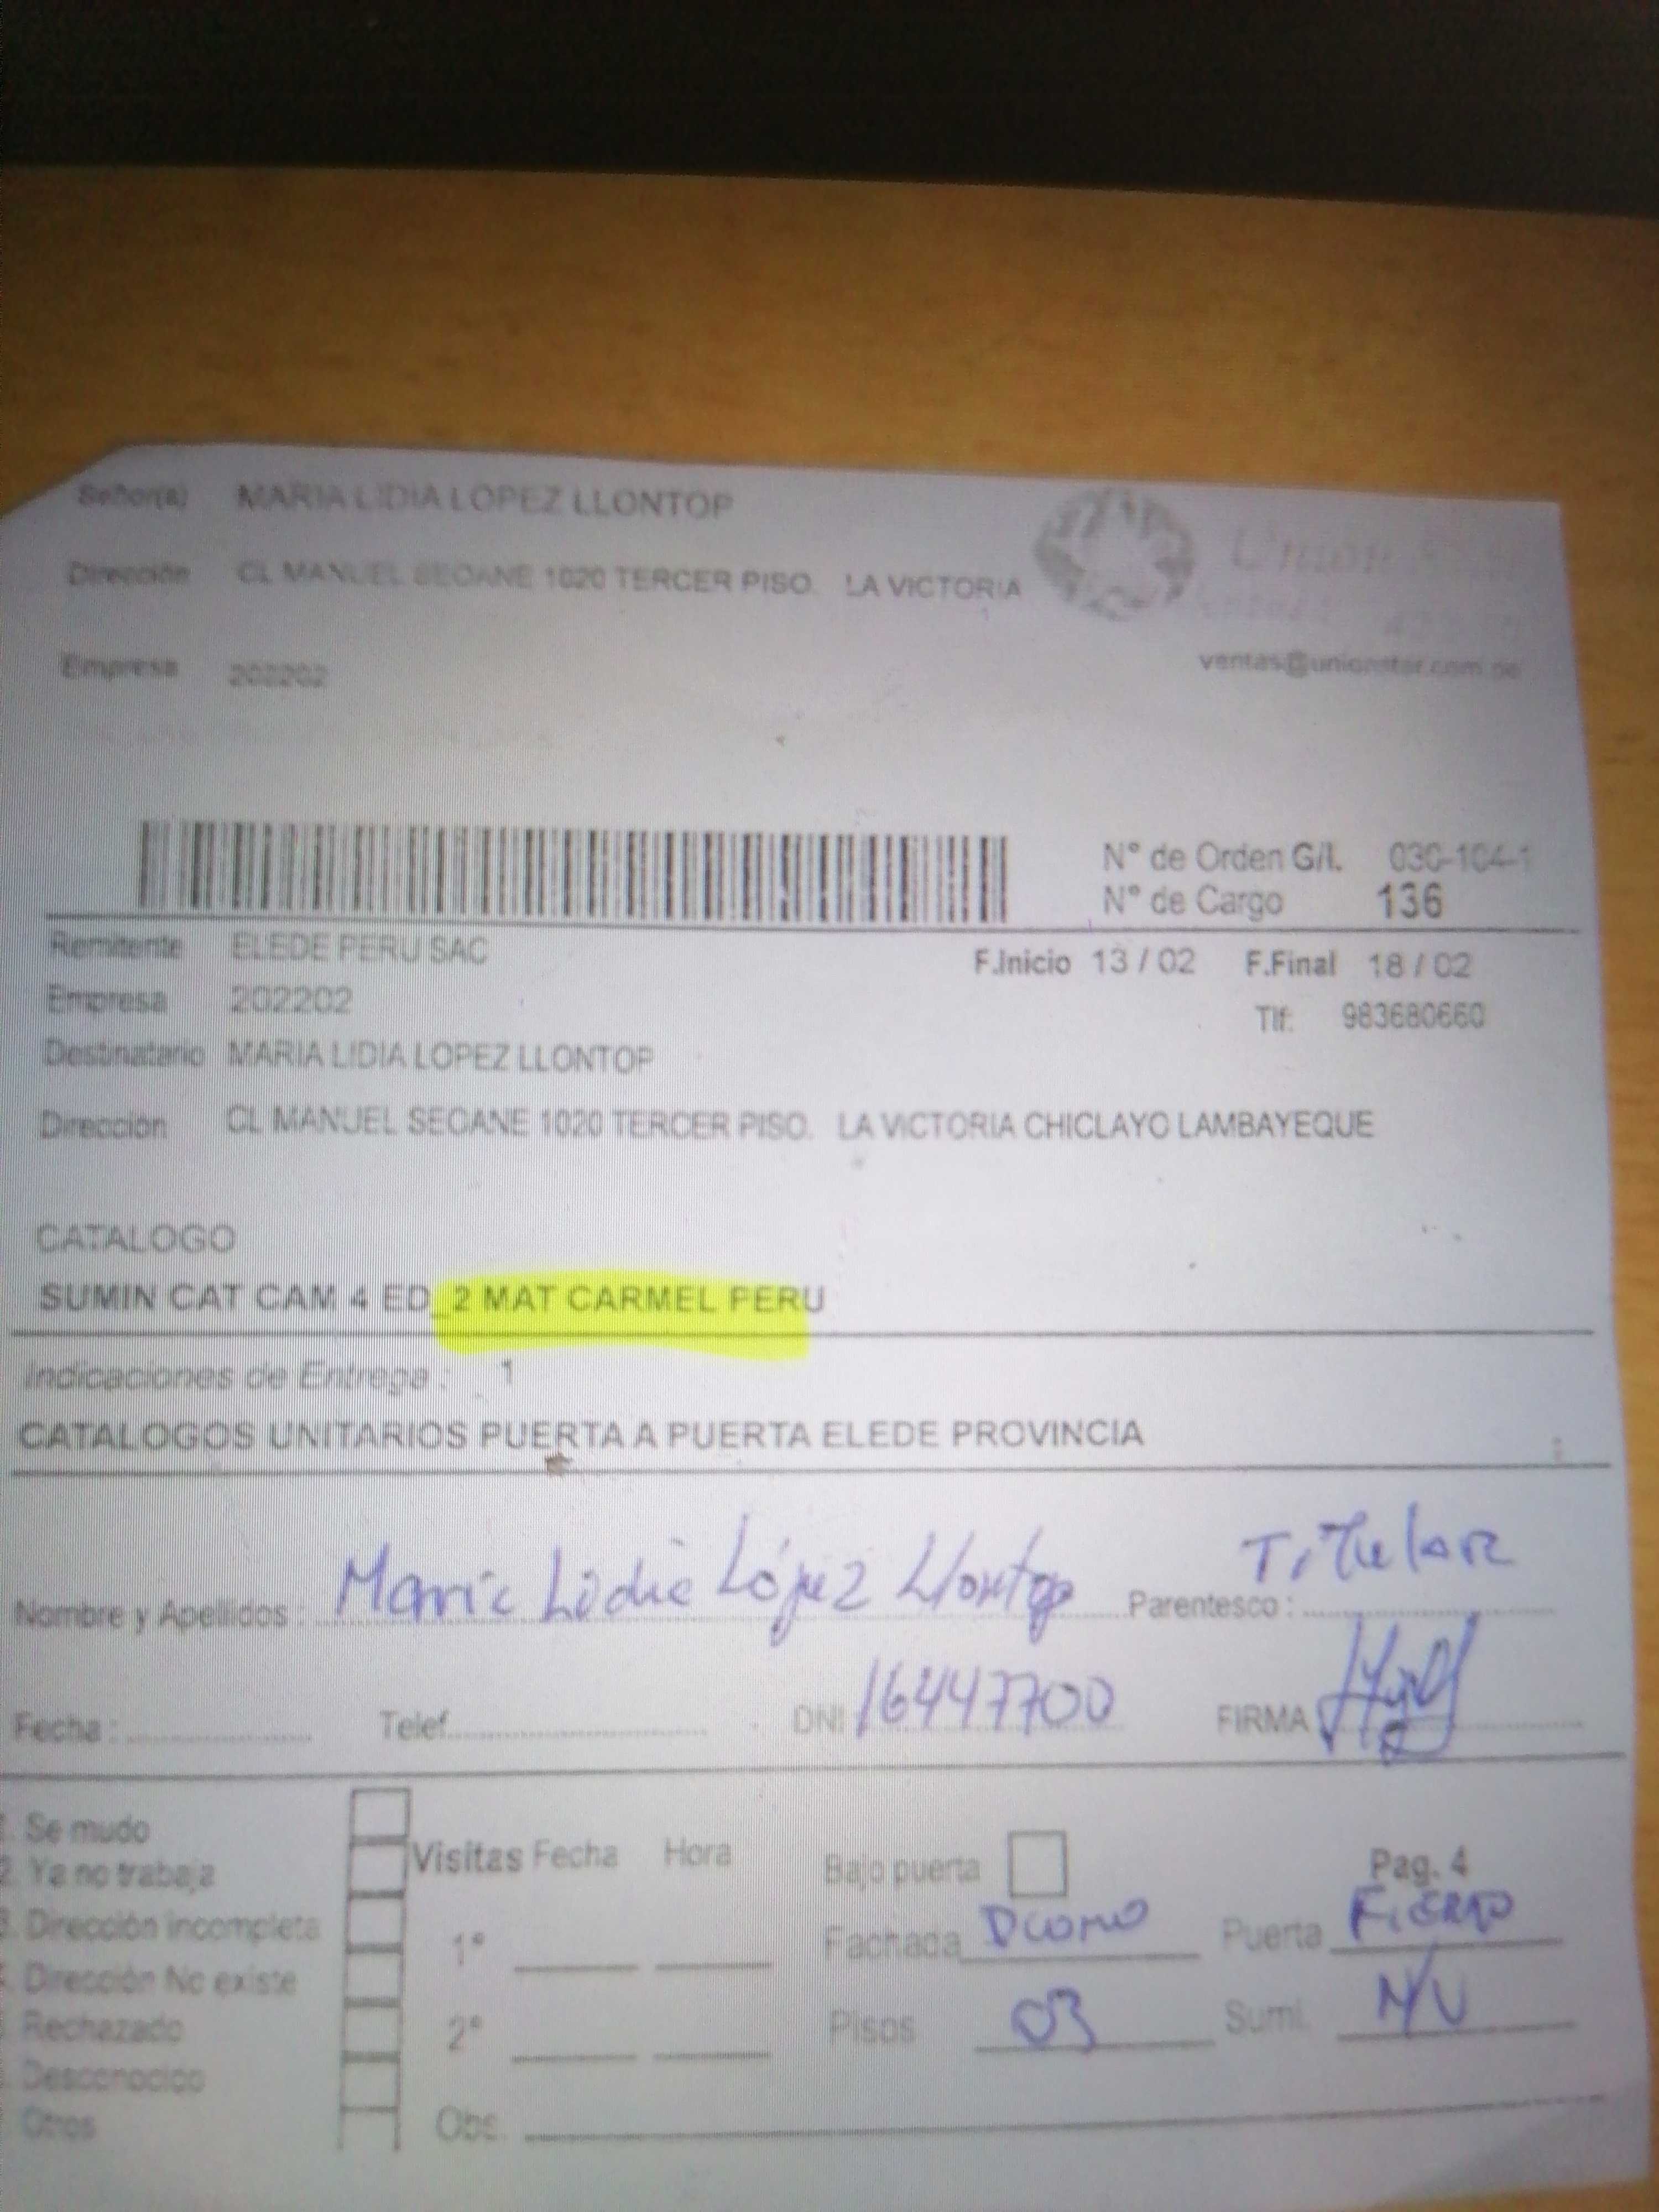 Señor(a) MARIA LIDIA LOPEZ LLONTOP
Dirección CL MANUEL SEOANE 1020 TERCER PISO. LA VICTORIA
Unión
Empresa 202202
ventas@unionstar.com.pe
N° de Orden G/I. 030-104-1
N° de Cargo 136
Remitente ELEDE PERU SAC
F.Inicio 13 / 02 F.Final 18 / 02
Empresa 202202
Tlf: 983680660
Destinatario MARIA LIDIA LOPEZ LLONTOP
Dirección CL MANUEL SEOANE 1020 TERCER PISO. LA VICTORIA CHICLAYO LAMBAYEQUE
CATALOGO
SUMIN CAT CAM 4 ED_2 MAT CARMEL PERU
Indicaciones de Entrega : 1
CATALOGOS UNITARIOS PUERTA A PUERTA ELEDE PROVINCIA
Nombre y Apellidos : Maria Lidia López Llontop Parentesco : Titular
Fecha : Telef. DNI 16447700 FIRMA
Se mudo
Ya no trabaja
Dirección incompleta
Dirección No existe
Rechazado
Desconocido
Otros
Visitas Fecha Hora
1°
2°
Obs.
Bajo puerta Pag. 4
Fachada Puerta FIERRO
Pisos 03 Sumi. N/V